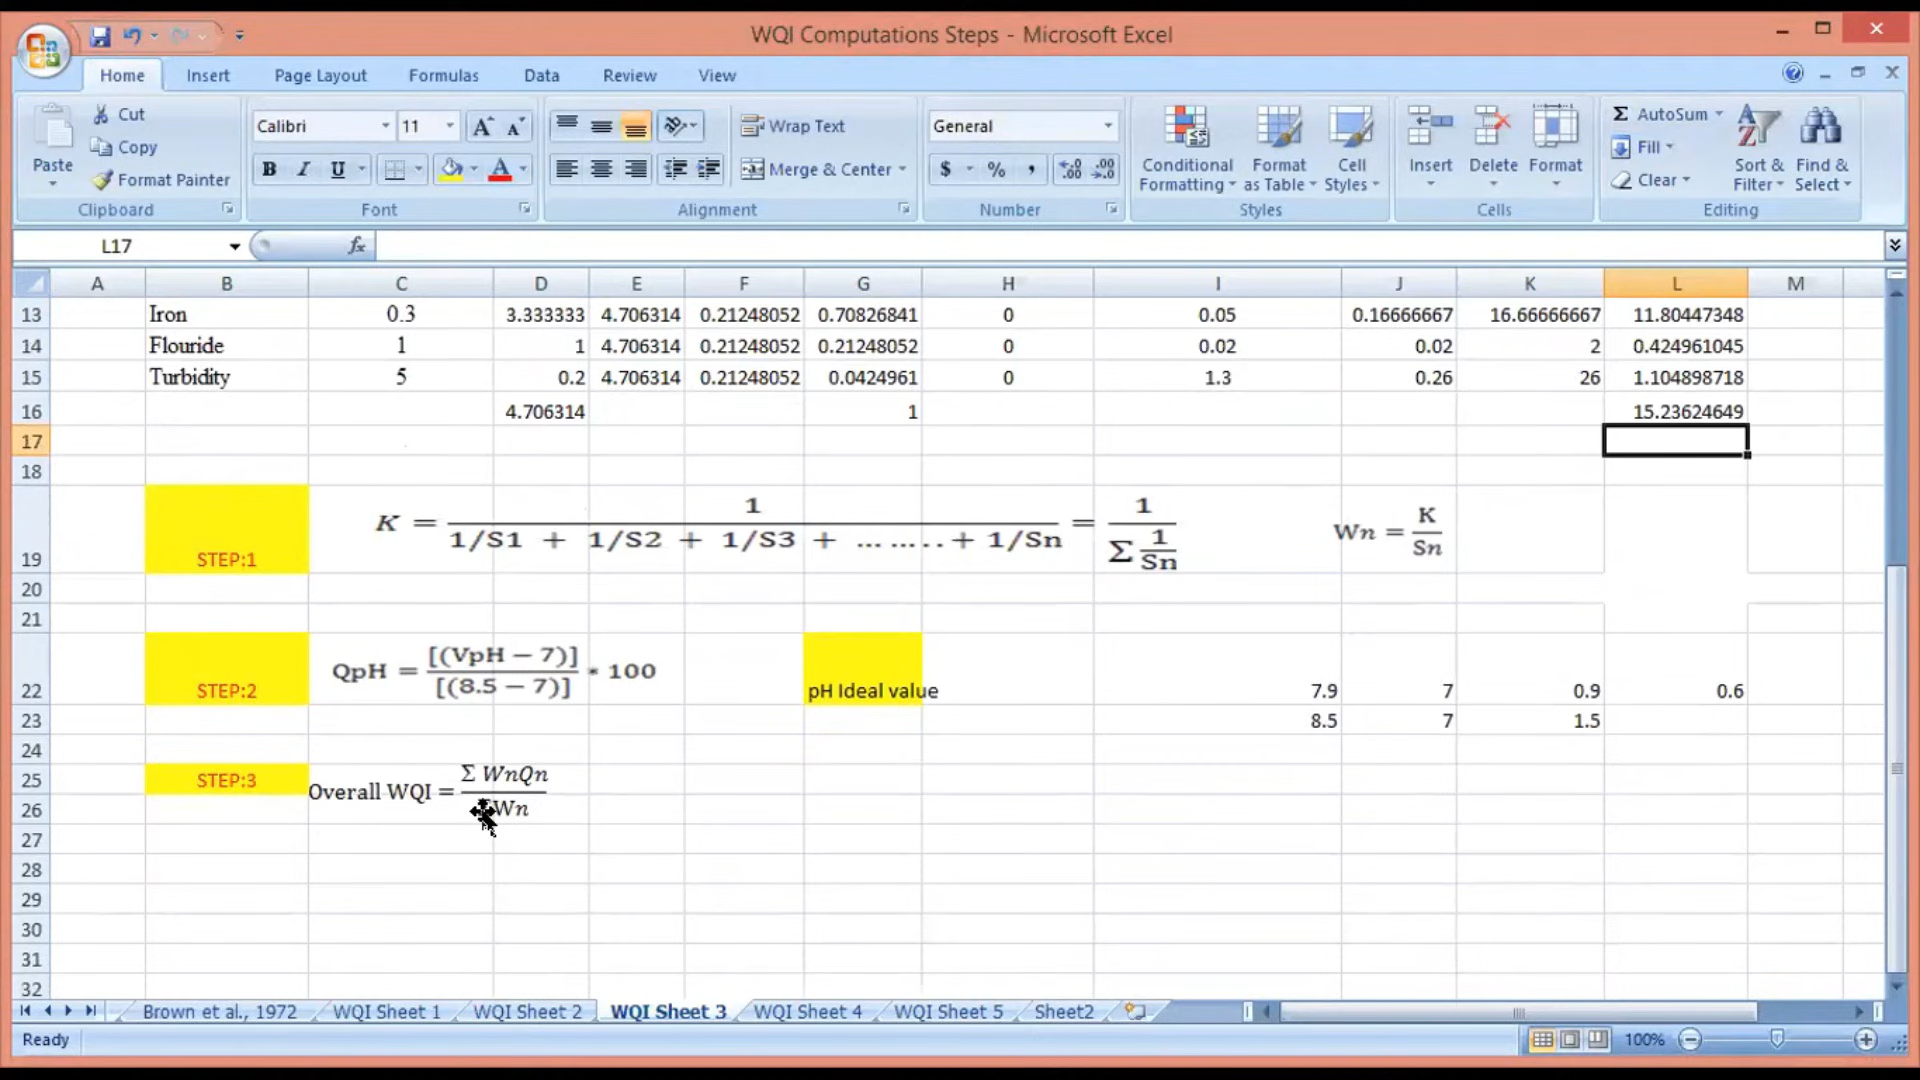 WQI Computations Steps - Microsoft Excel
Home Insert Page Layout Formulas Data Review View
Paste
Cut
Copy
Format Painter
Clipboard
Calibri 11
B I U
Font
Wrap Text
Merge & Center
Alignment
General
$ % ,
Number
Conditional Formatting
Format as Table
Cell Styles
Styles
Insert Delete Format
Cells
Σ AutoSum
Fill
Clear
Sort & Filter
Find & Select
Editing
L17 fx
A B C D E F G H I J K L M
13 Iron 0.3 3.333333 4.706314 0.21248052 0.70826841 0 0.05 0.16666667 16.66666667 11.80447348
14 Flouride 1 1 4.706314 0.21248052 0.21248052 0 0.02 0.02 2 0.424961045
15 Turbidity 5 0.2 4.706314 0.21248052 0.0424961 0 1.3 0.26 26 1.104898718
16 4.706314 1 15.23624649
17
18
19 STEP:1 K = 1 / 1/S1 + 1/S2 + 1/S3 + ... ... .. + 1/Sn = 1 / Σ 1/Sn Wn = K/Sn
20
21
22 STEP:2 QpH = [(VpH − 7)] / [(8.5 − 7)] * 100 pH Ideal value 7.9 7 0.9 0.6
23 8.5 7 1.5
24
25 STEP:3 Overall WQI = Σ WnQn / Wn
26
27
28
29
30
31
32
Brown et al., 1972 WQI Sheet 1 WQI Sheet 2 WQI Sheet 3 WQI Sheet 4 WQI Sheet 5 Sheet2
Ready 100%